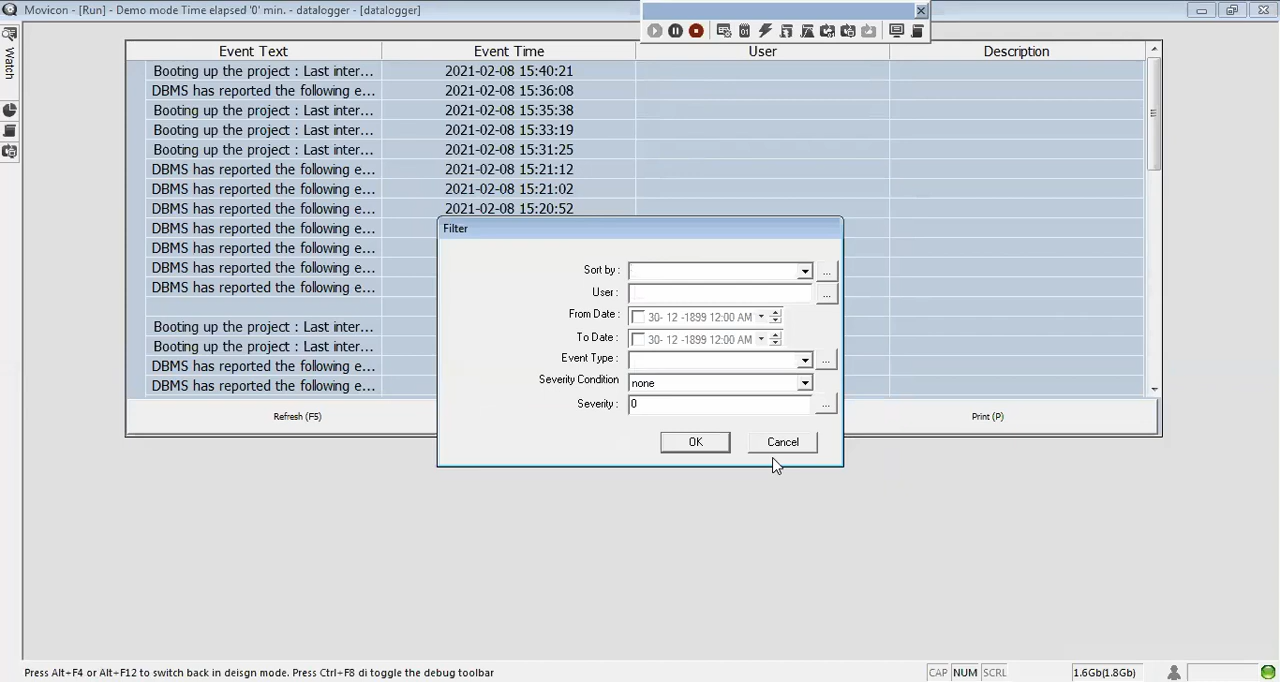 Movicon - [Run] - Demo mode Time elapsed '0' min. - datalogger - [datalogger]
Watch
Event Text Event Time User Description
Booting up the project : Last inter... 2021-02-08 15:40:21
DBMS has reported the following e... 2021-02-08 15:36:08
Booting up the project : Last inter... 2021-02-08 15:35:38
Booting up the project : Last inter... 2021-02-08 15:33:19
Booting up the project : Last inter... 2021-02-08 15:31:25
DBMS has reported the following e... 2021-02-08 15:21:12
DBMS has reported the following e... 2021-02-08 15:21:02
DBMS has reported the following e... 2021-02-08 15:20:52
DBMS has reported the following e...
DBMS has reported the following e...
DBMS has reported the following e...
DBMS has reported the following e...
Booting up the project : Last inter...
Booting up the project : Last inter...
DBMS has reported the following e...
DBMS has reported the following e...
Refresh (F5) Print (P)
Filter
Sort by : ...
User : ...
From Date : 30- 12 -1899 12:00 AM
To Date : 30- 12 -1899 12:00 AM
Event Type : ...
Severity Condition none
Severity : 0 ...
OK Cancel
Press Alt+F4 or Alt+F12 to switch back in deisgn mode. Press Ctrl+F8 di toggle the debug toolbar CAP NUM SCRL 1.6Gb(1.8Gb)